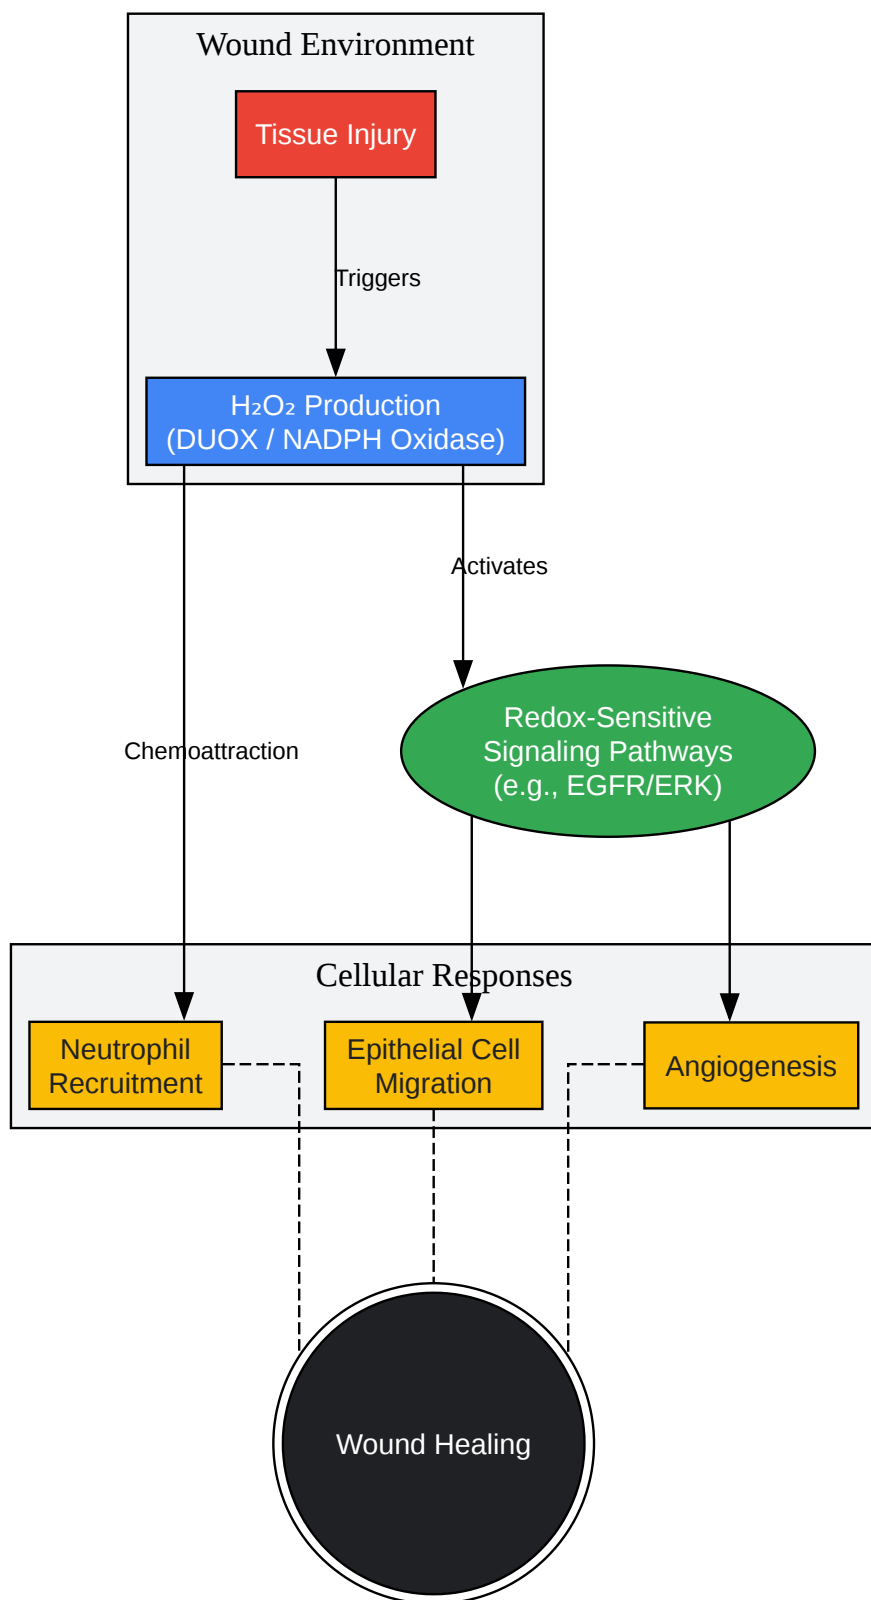 Wound Environment
Tissue Injury
Triggers
H₂O₂ Production
(DUOX / NADPH Oxidase)
Activates
Redox-Sensitive
Signaling Pathways
(e.g., EGFR/ERK)
Chemoattraction
Cellular Responses
Neutrophil
Recruitment
Epithelial Cell
Migration
Angiogenesis
Wound Healing